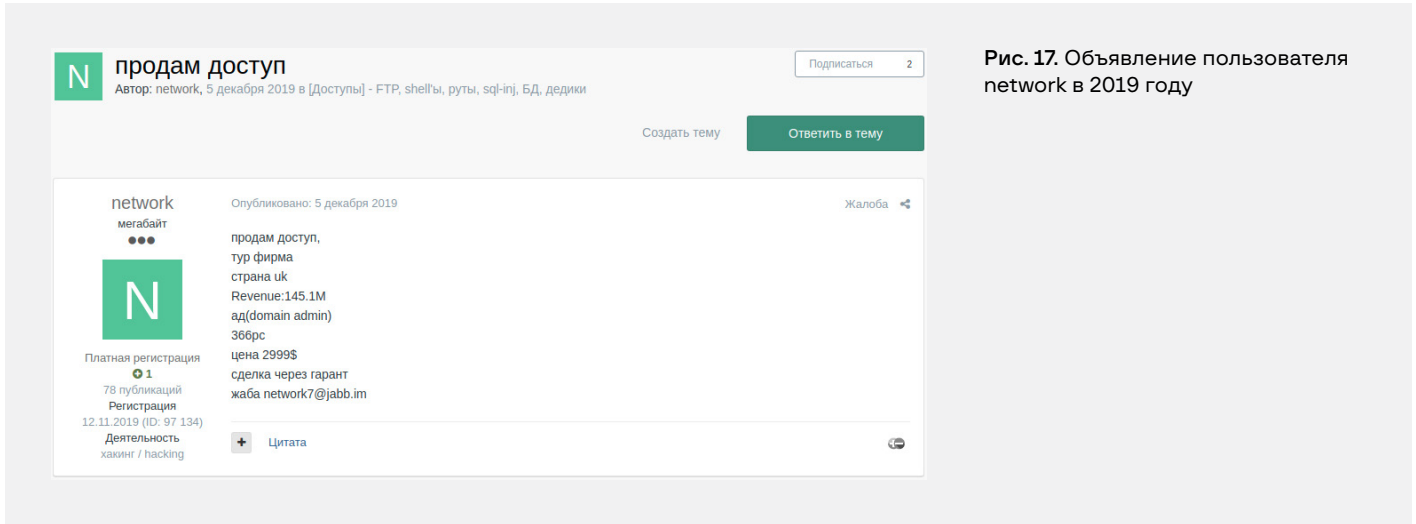 N
продам доступ
Автор: network, 5 декабря 2019 в [Доступы] - FTP, shell'ы, руты, sql-inj, БД, дедики
Подписаться 2
Создать тему
Ответить в тему
network
мегабайт
N
Платная регистрация
1
78 публикаций
Регистрация
12.11.2019 (ID: 97 134)
Деятельность
хакинг / hacking
Опубликовано: 5 декабря 2019
Жалоба
продам доступ,
тур фирма
страна uk
Revenue:145.1M
ад(domain admin)
366pc
цена 2999$
сделка через гарант
жаба network7@jabb.im
+ Цитата
Рис. 17. Объявление пользователя
network в 2019 году